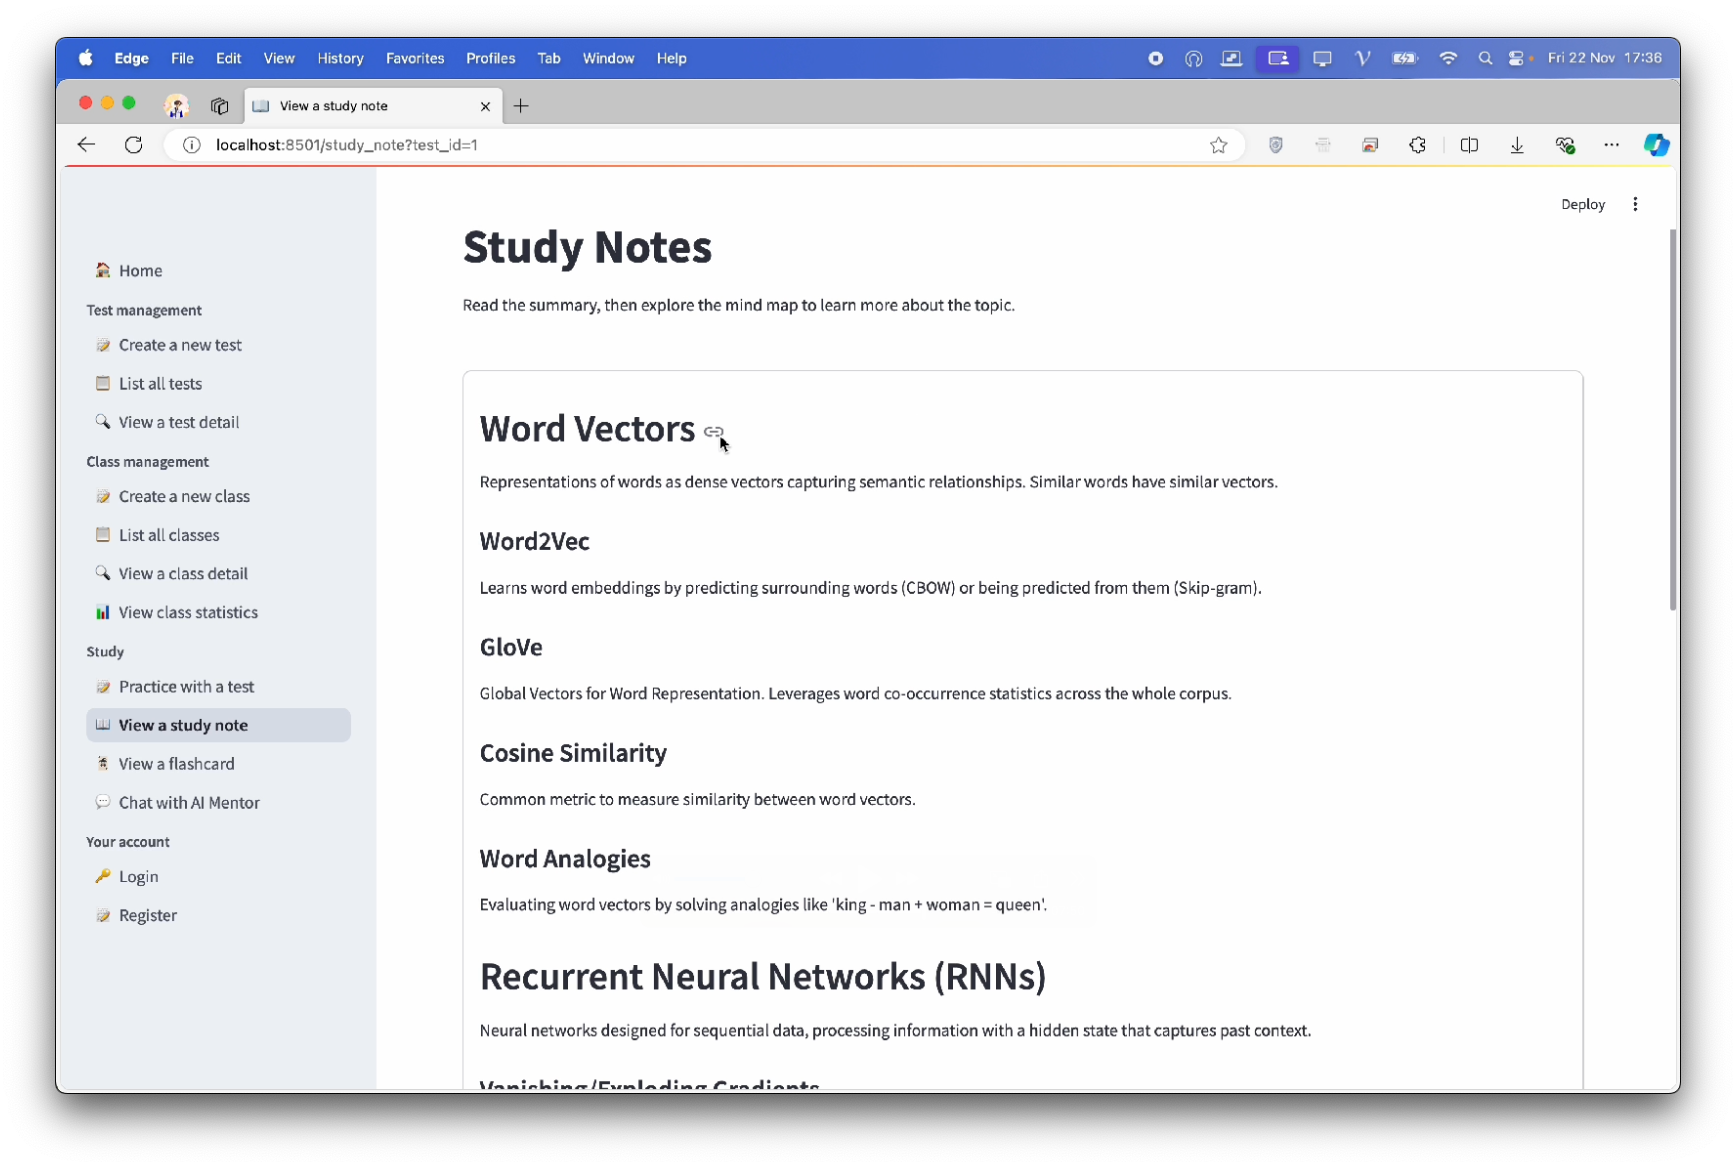 Edge File Edit View History Favorites Profiles Tab Window Help Fri 22 Nov 17:36
View a study note
localhost:8501/study_note?test_id=1
Deploy
Home
Test management
Create a new test
List all tests
View a test detail
Class management
Create a new class
List all classes
View a class detail
View class statistics
Study
Practice with a test
View a study note
View a flashcard
Chat with AI Mentor
Your account
Login
Register
Study Notes
Read the summary, then explore the mind map to learn more about the topic.
Word Vectors
Representations of words as dense vectors capturing semantic relationships. Similar words have similar vectors.
Word2Vec
Learns word embeddings by predicting surrounding words (CBOW) or being predicted from them (Skip-gram).
GloVe
Global Vectors for Word Representation. Leverages word co-occurrence statistics across the whole corpus.
Cosine Similarity
Common metric to measure similarity between word vectors.
Word Analogies
Evaluating word vectors by solving analogies like 'king - man + woman = queen'.
Recurrent Neural Networks (RNNs)
Neural networks designed for sequential data, processing information with a hidden state that captures past context.
Vanishing/Exploding Gradients